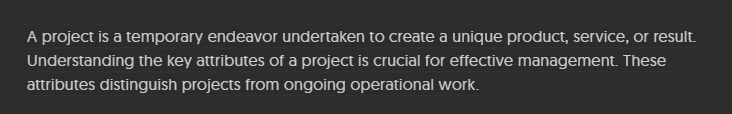 A project is a temporary endeavor undertaken to create a unique product, service, or result.
Understanding the key attributes of a project is crucial for effective management. These
attributes distinguish projects from ongoing operational work.